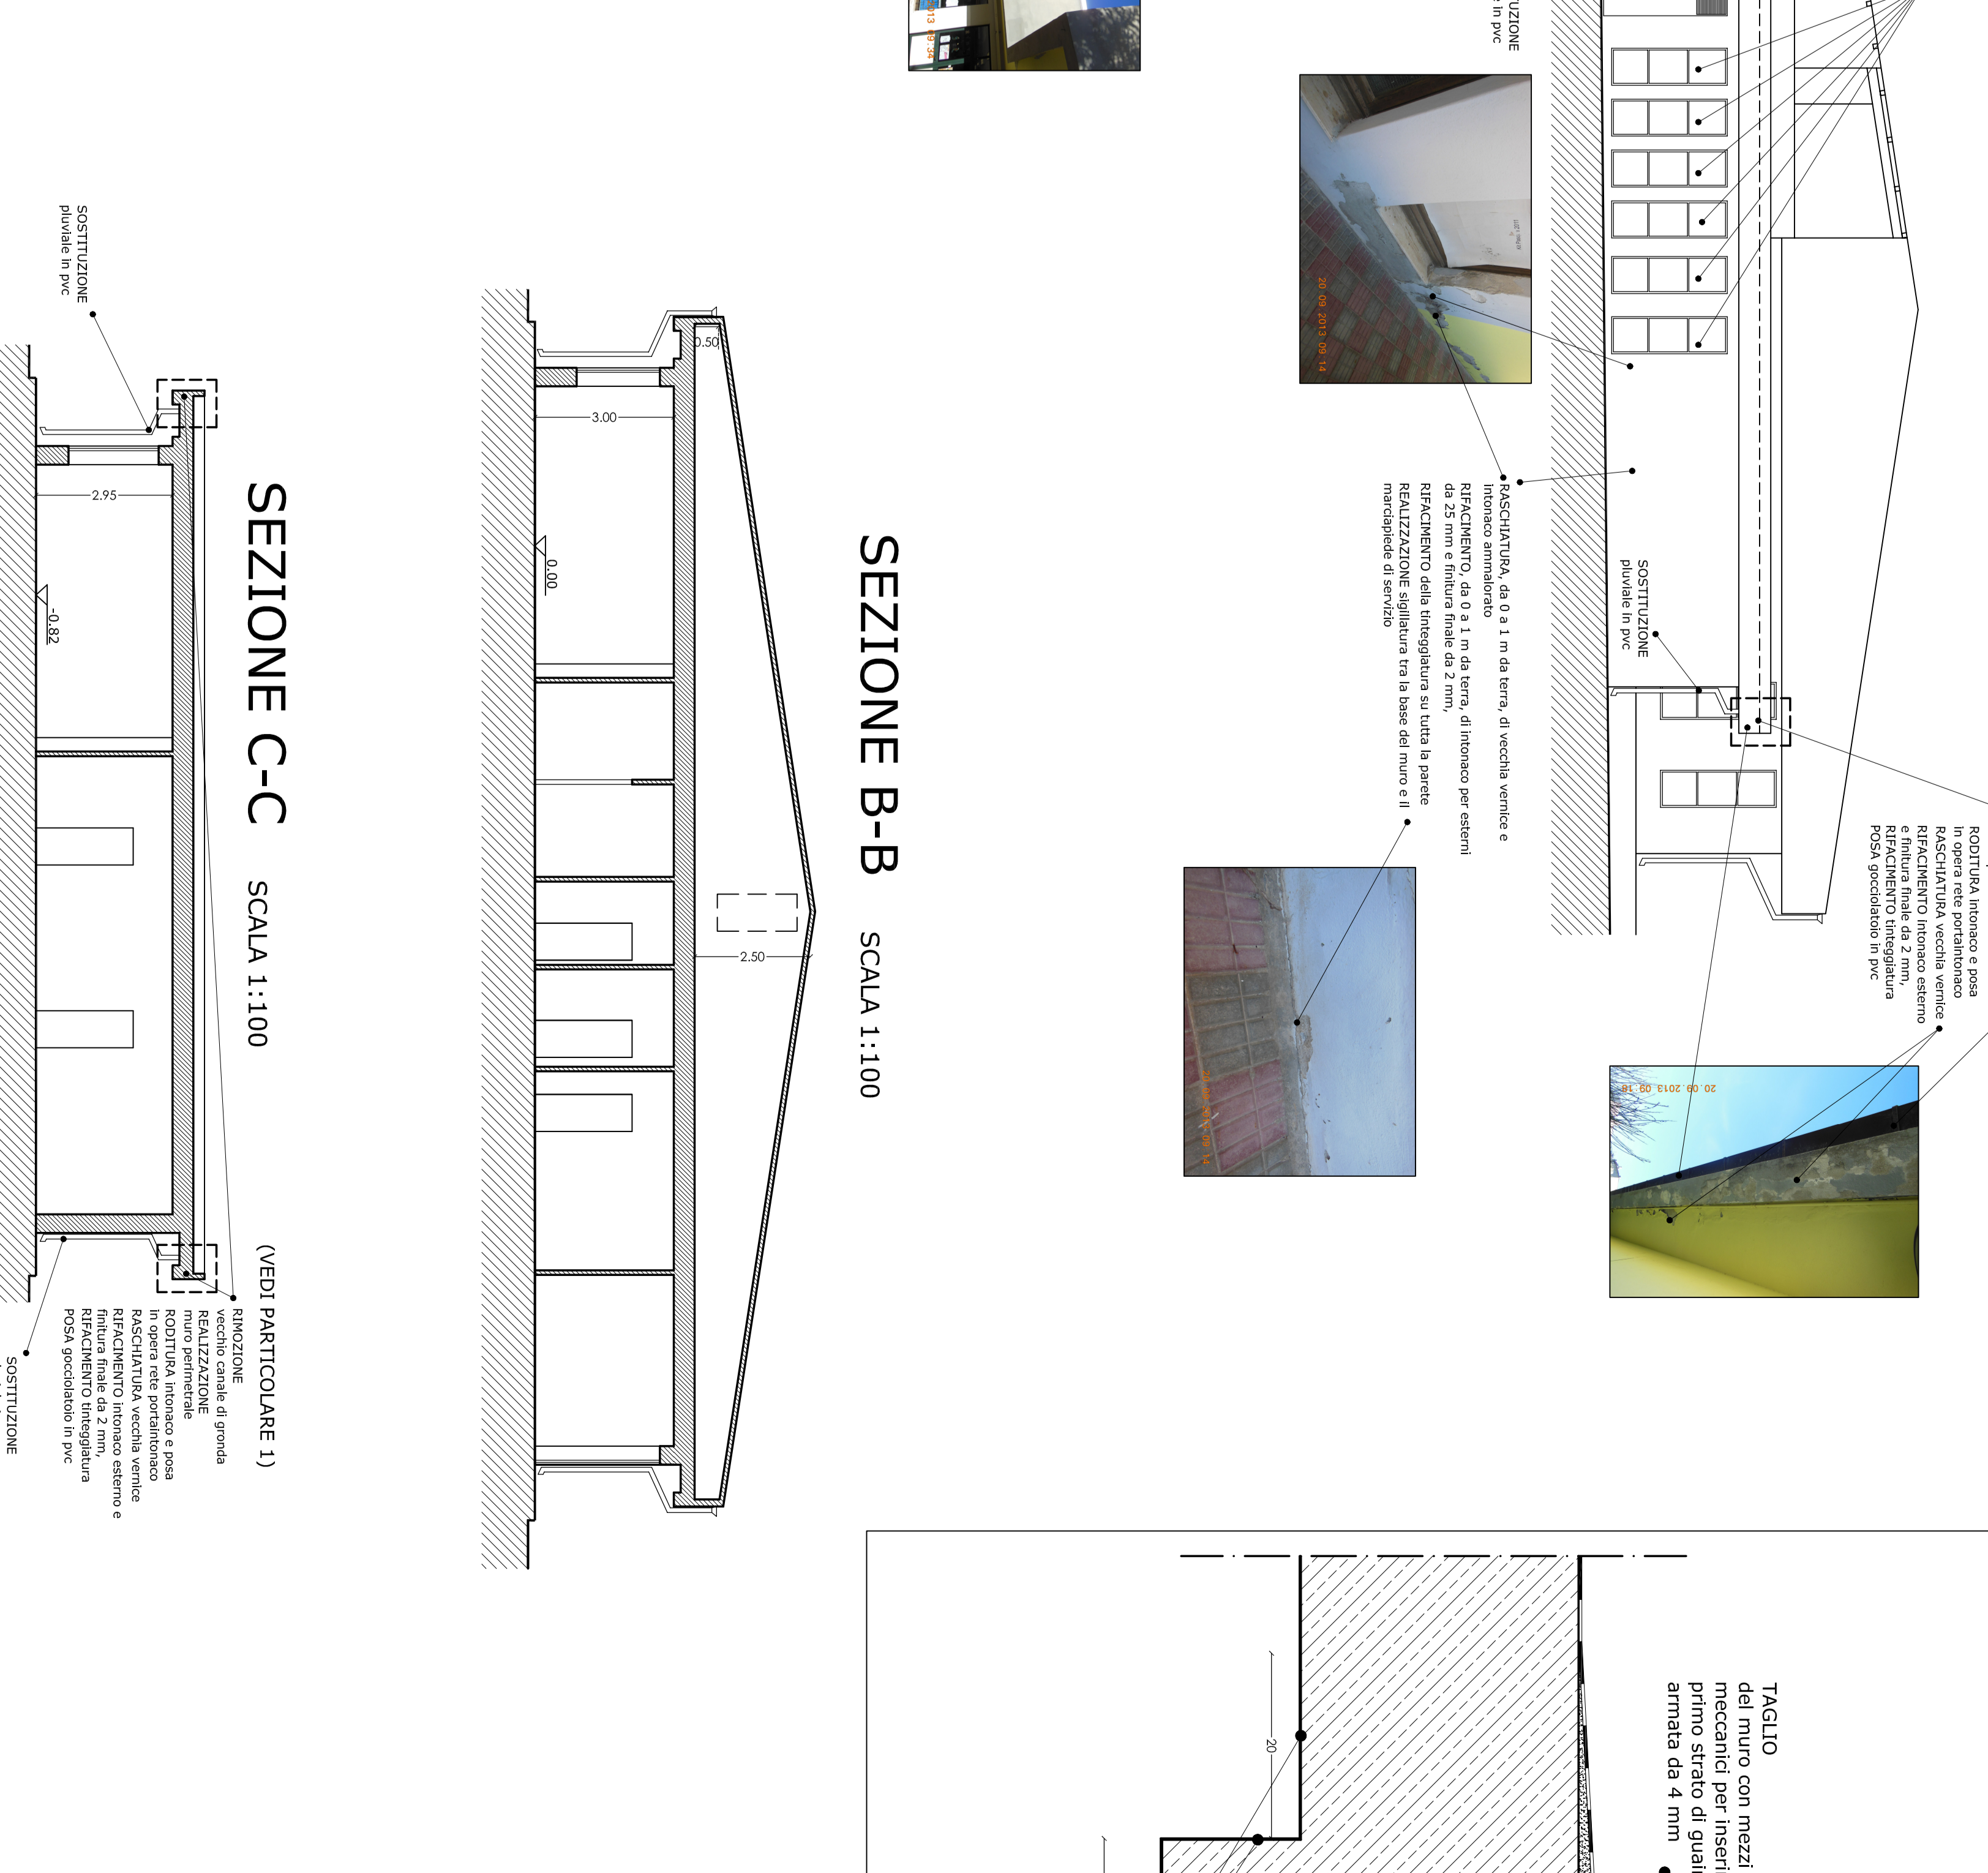 TUZIONE
in pvc
SOSTITUZIONE
pluviale in pvc
RASCHIATURA, da 0 a 1 m da terra, di vecchia vernice e
intonaco ammalorato
RIFACIMENTO, da 0 a 1 m da terra, di intonaco per esterni
da 25 mm e finitura finale da 2 mm,
RIFACIMENTO della tinteggiatura su tutta la parete
REALIZZAZIONE sigillatura tra la base del muro e il
marciapiede di servizio
RODITURA intonaco e posa
in opera rete portaintonaco
RASCHIATURA vecchia vernice
RIFACIMENTO intonaco esterno
e finitura finale da 2 mm,
RIFACIMENTO tinteggiatura
POSA gocciolatoio in pvc
20 09 2013 09 14
20.09.2013 09 18
SEZIONE B-B SCALA 1:100
0.50
3.00
0.00
2.50
SEZIONE C-C SCALA 1:100
(VEDI PARTICOLARE 1)
SOSTITUZIONE
pluviale in pvc
2.95
-0.82
RIMOZIONE
vecchio canale di gronda
REALIZZAZIONE
muro perimetrale
RODITURA intonaco e posa
in opera rete portaintonaco
RASCHIATURA vecchia vernice
RIFACIMENTO intonaco esterno e
finitura finale da 2 mm,
RIFACIMENTO tinteggiatura
POSA gocciolatoio in pvc
SOSTITUZIONE
TAGLIO
del muro con mezzi
meccanici per inseri
primo strato di guai
armata da 4 mm
20